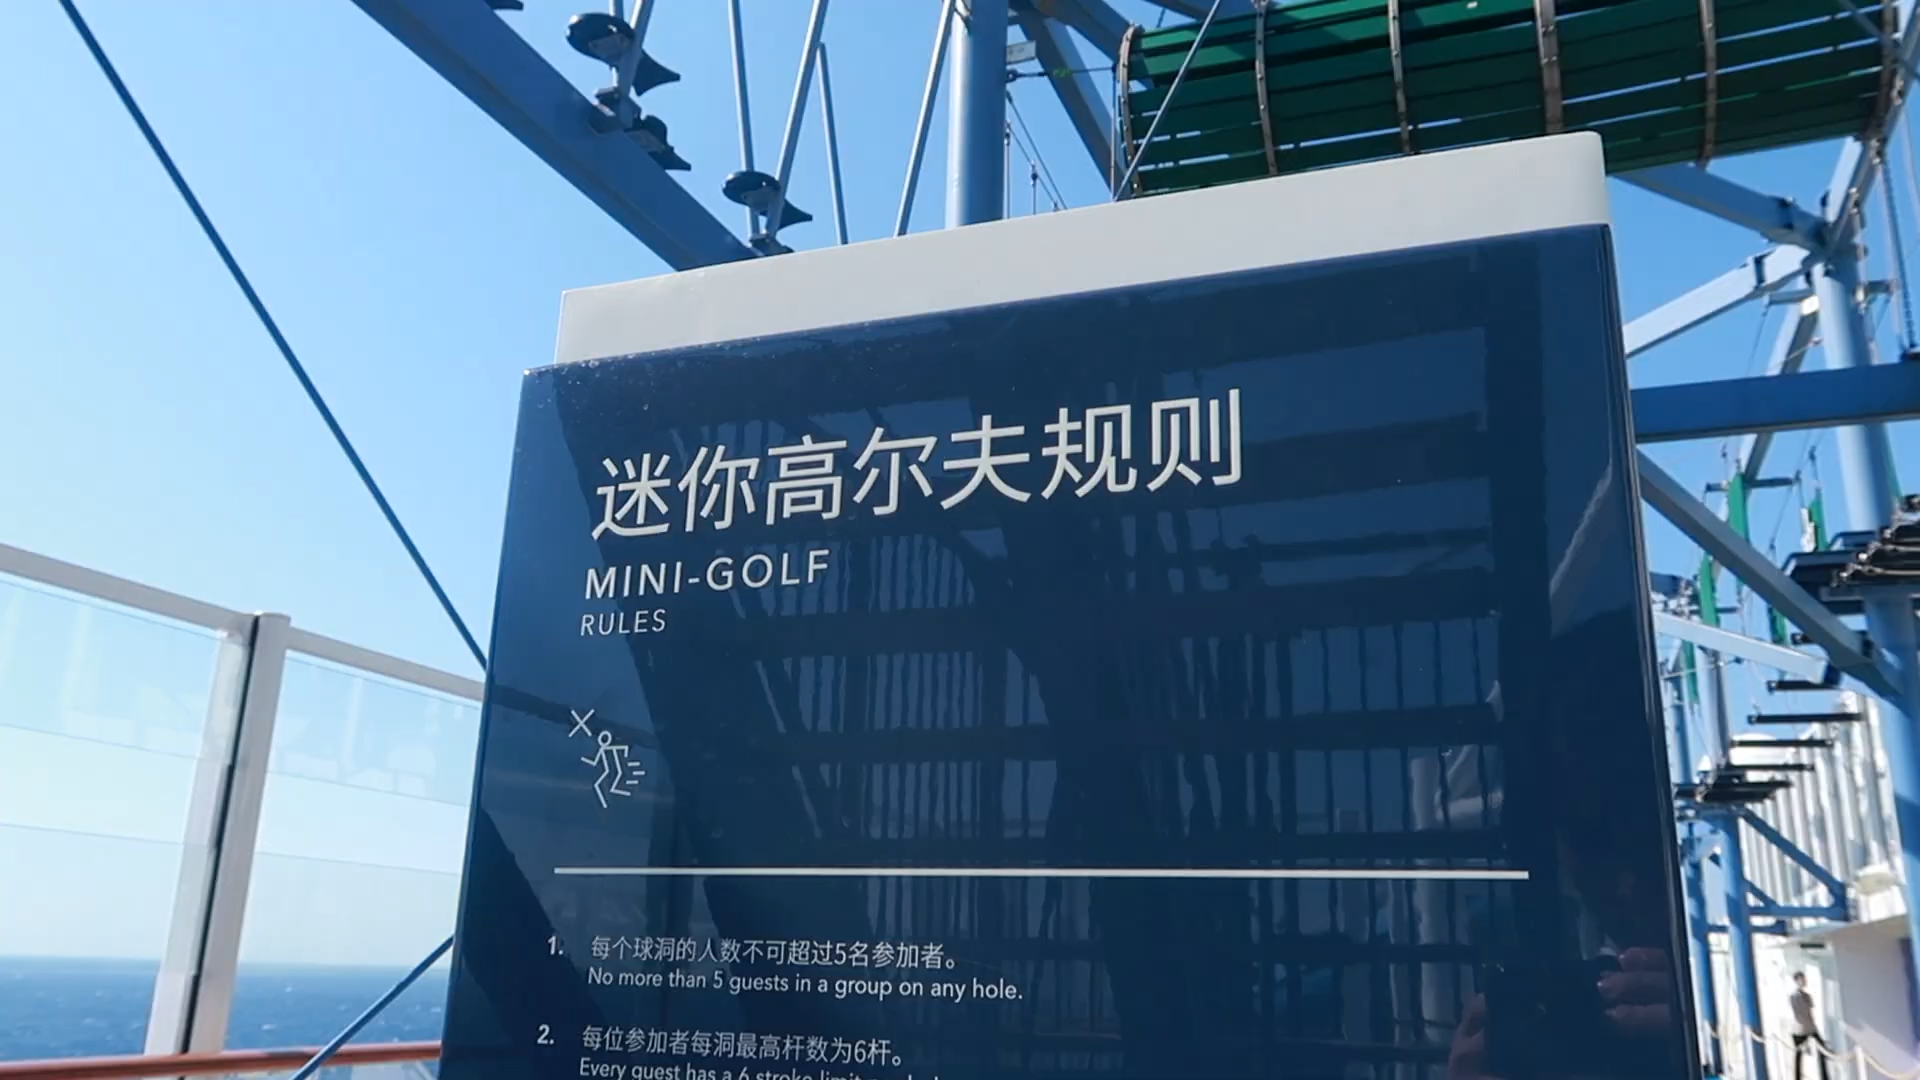 迷你高尔夫规则
MINI-GOLF
RULES
1. 每个球洞的人数不可超过5名参加者。
No more than 5 guests in a group on any hole.
2. 每位参加者每洞最高杆数为6杆。
Every guest has a 6 stroke limit